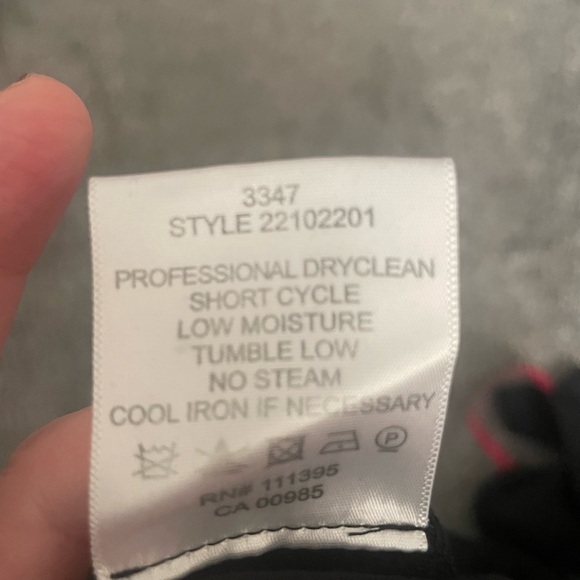 3347
STYLE 22102201
PROFESSIONAL DRYCLEAN
SHORT CYCLE
LOW MOISTURE
TUMBLE LOW
NO STEAM
COOL IRON IF NECESSARY
P
RN# 111395
CA 00985